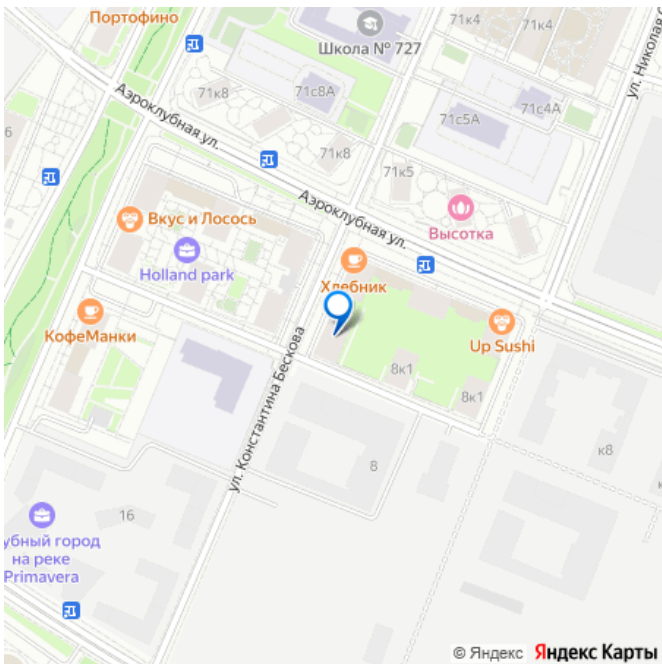 Портофино
71к4
71к4
Школа № 727
ул. Николая
71к8
71с8А
71с4А
71с5А
Аэроклубная ул.
6
71к8
71к5
Аэроклубная ул.
Вкус и Лосось
Высотка
Holland park
Хлебник
КофеМанки
Up Sushi
8к1
8к1
ул. Константина Бескова
к8
8
16
убный город
на реке
Primavera
© Яндекс Яндекс Карты